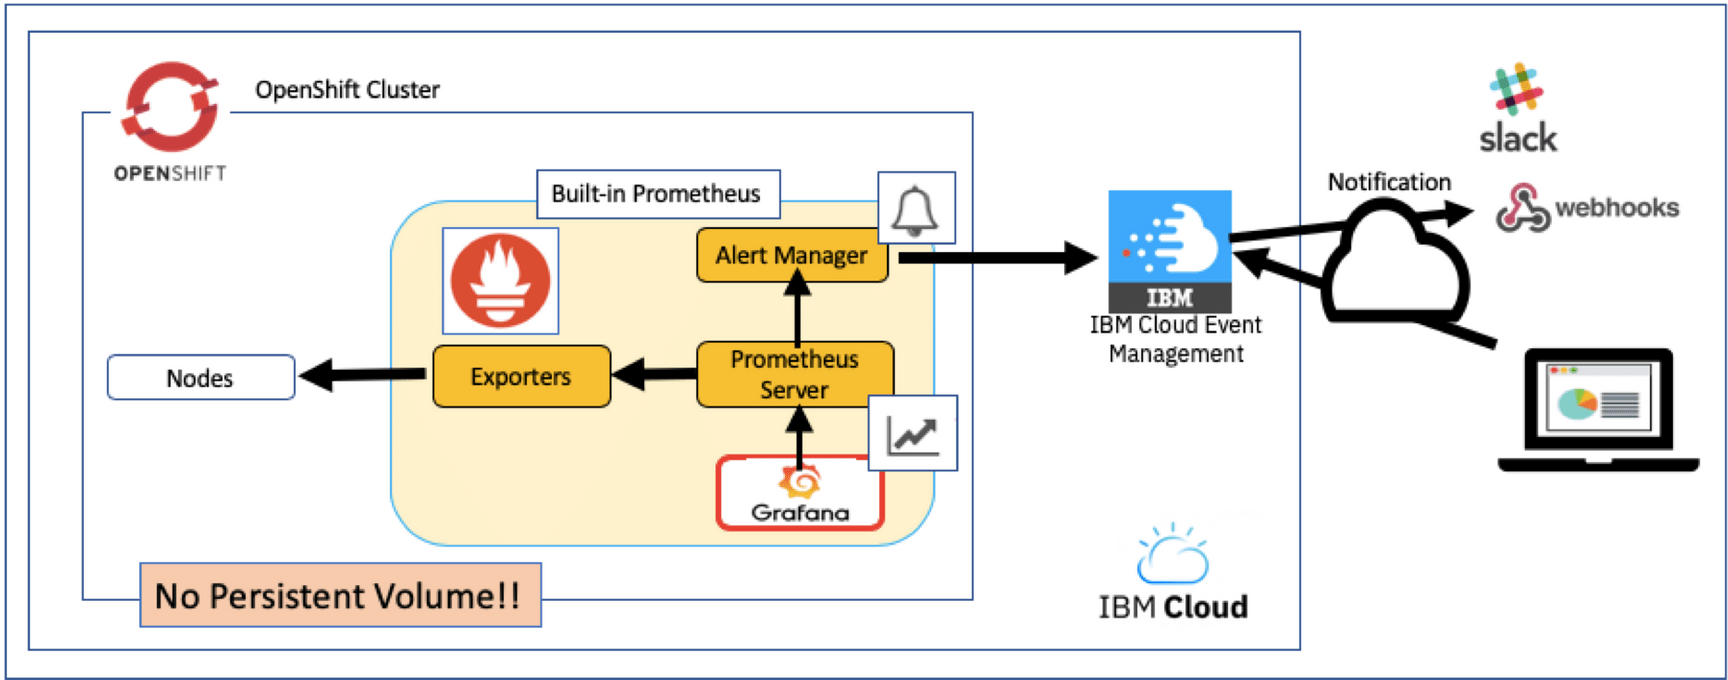 OpenShift Cluster
OPENSHIFT
Built-in Prometheus
Alert Manager
Exporters
Prometheus
Server
Nodes
Grafana
No Persistent Volume!!
IBM
IBM Cloud Event
Management
IBM Cloud
Notification
slack
webhooks